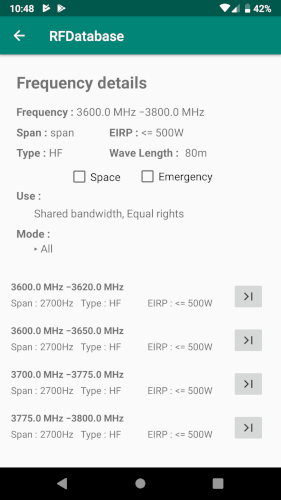 10:48 42%
RFDatabase
Frequency details
Frequency : 3600.0 MHz −3800.0 MHz
Span : span EIRP : <= 500W
Type : HF Wave Length : 80m
Space Emergency
Use :
Shared bandwidth, Equal rights
Mode :
‣ All
3600.0 MHz −3620.0 MHz
Span : 2700Hz Type : HF EIRP : <= 500W
3600.0 MHz −3650.0 MHz
Span : 2700Hz Type : HF EIRP : <= 500W
3700.0 MHz −3775.0 MHz
Span : 2700Hz Type : HF EIRP : <= 500W
3775.0 MHz −3800.0 MHz
Span : 2700Hz Type : HF EIRP : <= 500W